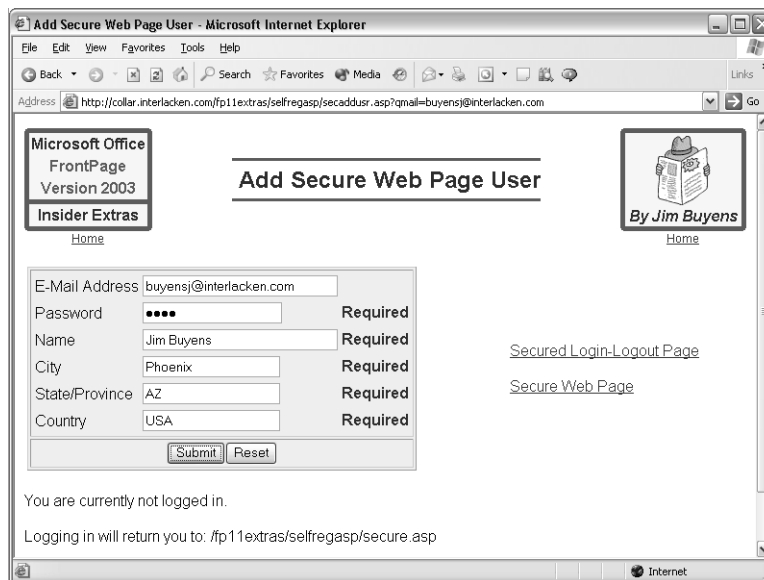 Add Secure Web Page User - Microsoft Internet Explorer
File Edit View Favorites Tools Help
Back Search Favorites Media Links
Address http://collar.interlacken.com/fp11extras/selfregasp/secaddusr.asp?qmail=buyensj@interlacken.com Go
Microsoft Office
FrontPage
Version 2003
Insider Extras
Home
Add Secure Web Page User
By Jim Buyens
Home
E-Mail Address buyensj@interlacken.com
Password •••• Required
Name Jim Buyens Required
City Phoenix Required
State/Province AZ Required
Country USA Required
Submit Reset
Secured Login-Logout Page
Secure Web Page
You are currently not logged in.
Logging in will return you to: /fp11extras/selfregasp/secure.asp
Internet